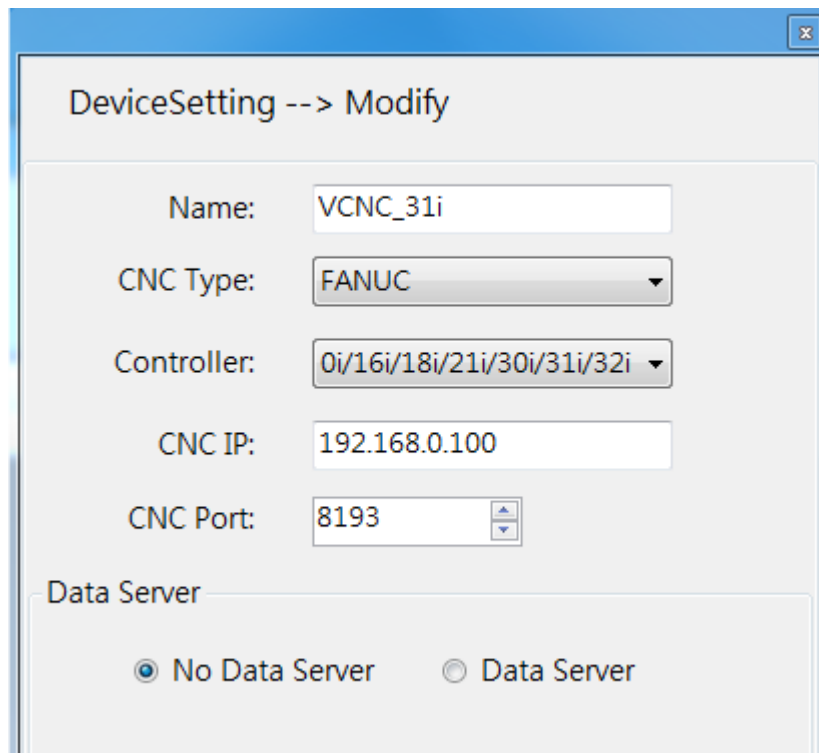 DeviceSetting --> Modify
Name: VCNC_31i
CNC Type: FANUC
Controller: 0i/16i/18i/21i/30i/31i/32i
CNC IP: 192.168.0.100
CNC Port: 8193
Data Server
No Data Server Data Server